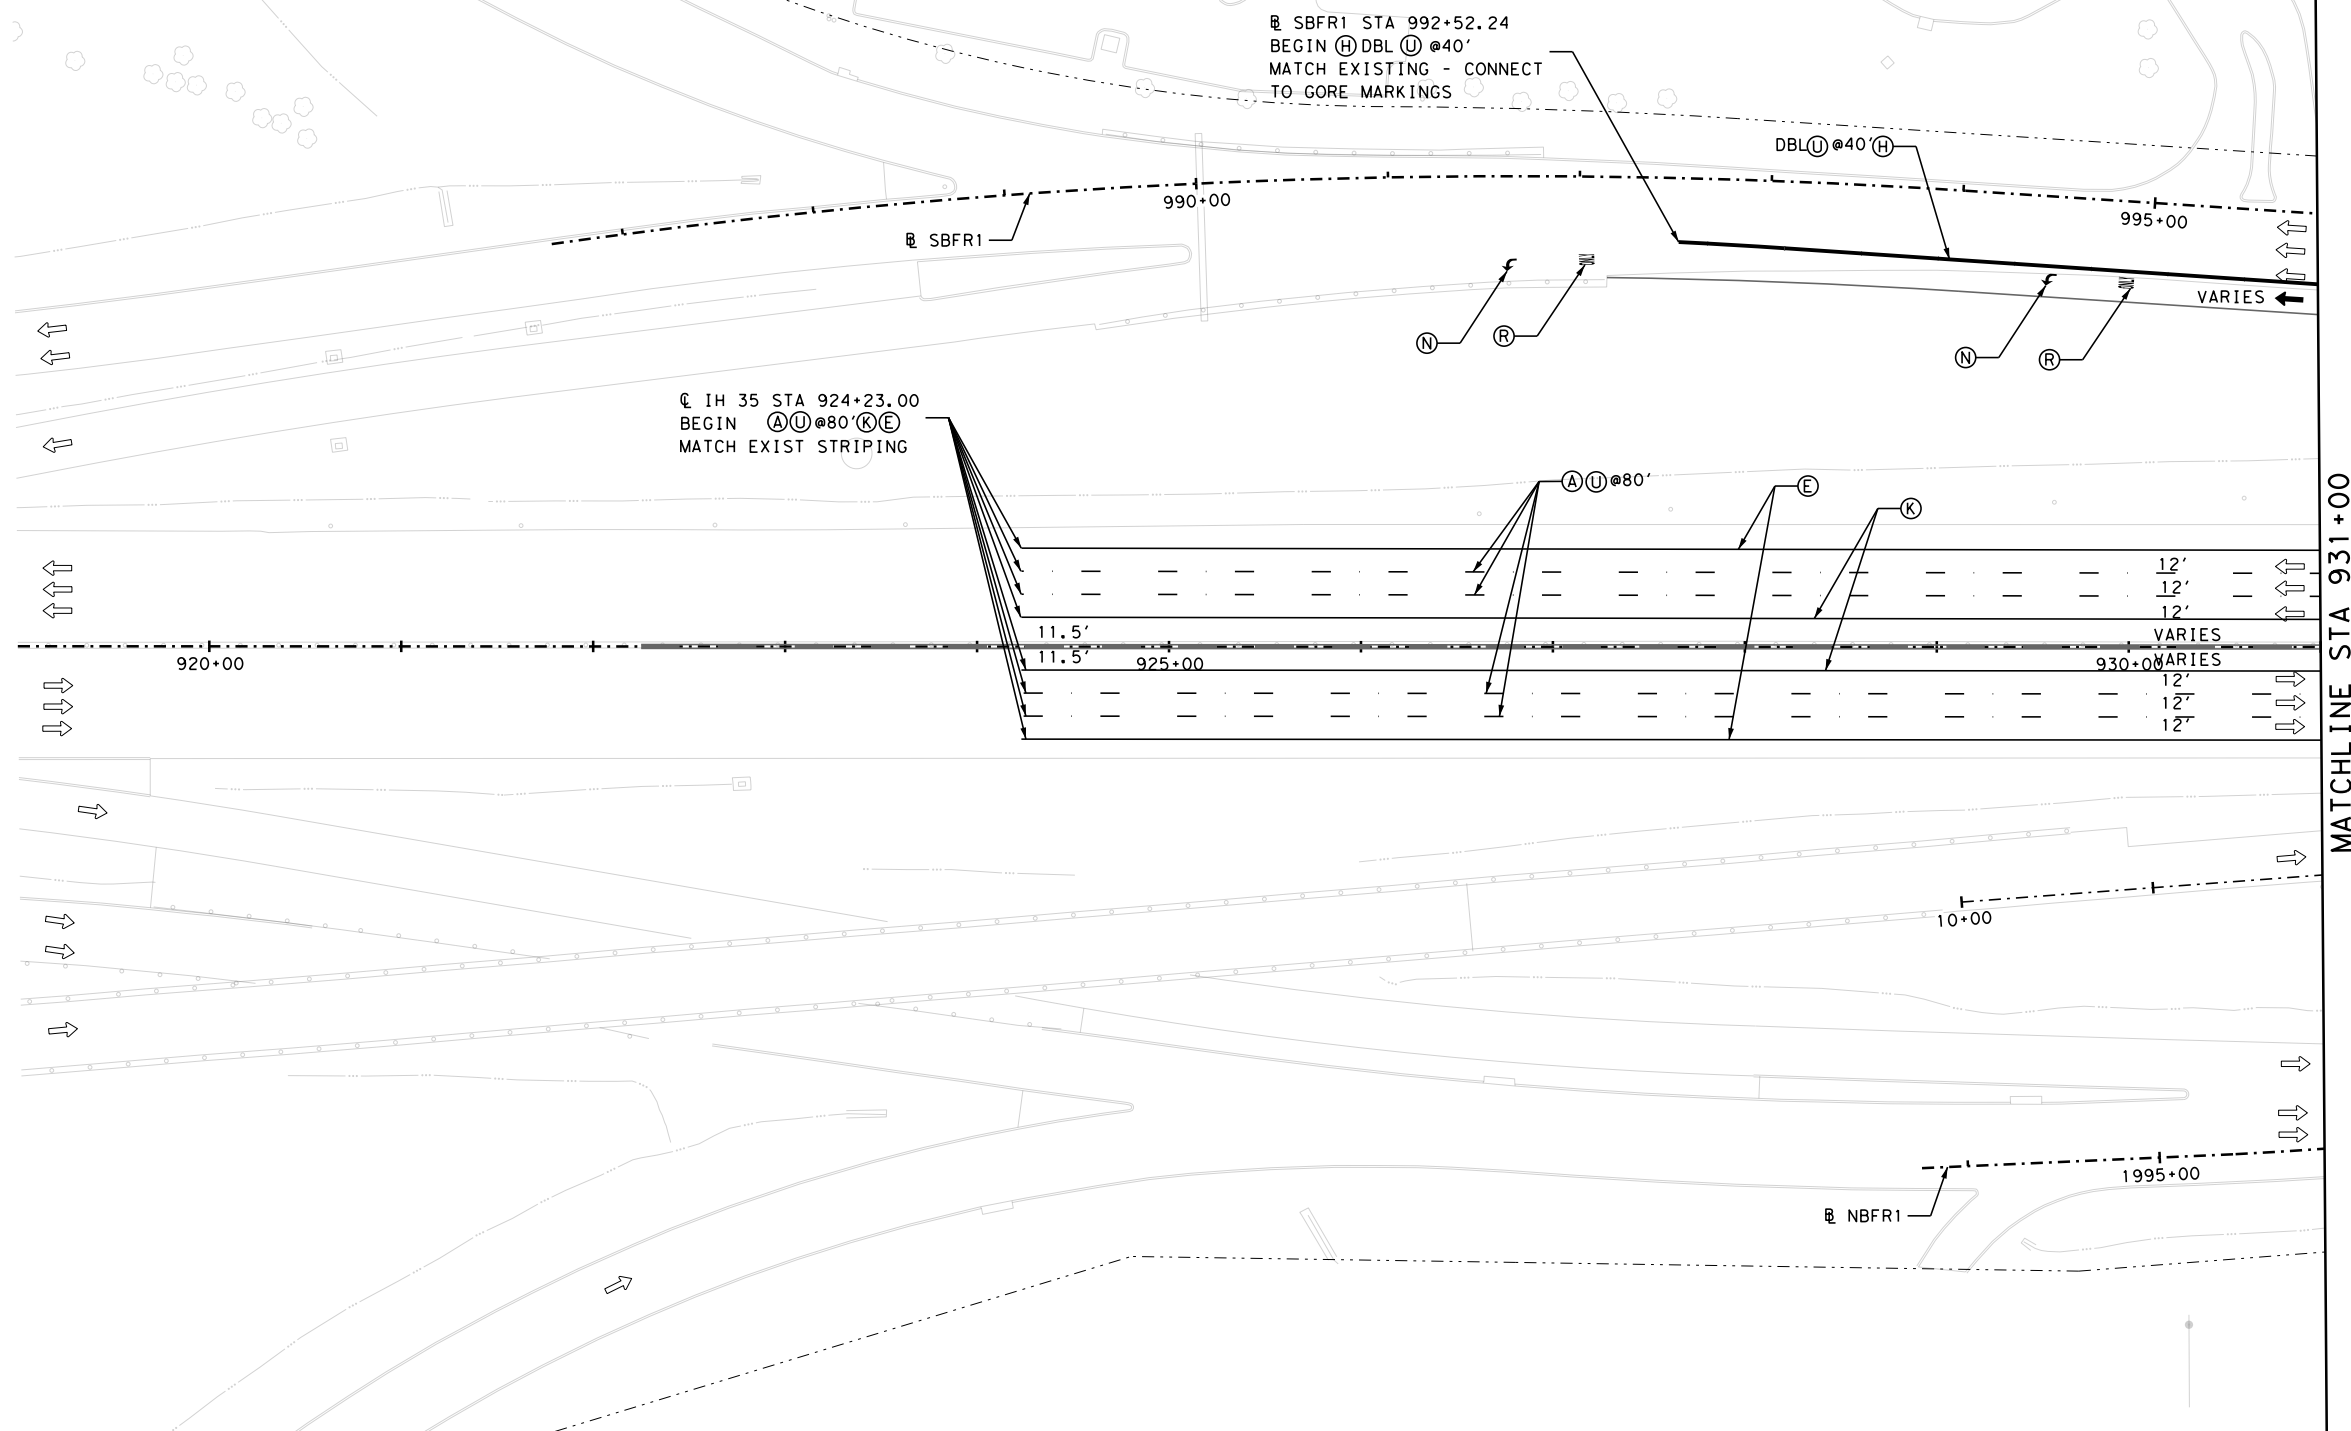 ⅊ SBFR1 STA 992+52.24
BEGIN Ⓗ DBL Ⓤ @40'
MATCH EXISTING - CONNECT
TO GORE MARKINGS
DBL Ⓤ @40' Ⓗ
990+00
995+00
SBFR1
VARIES
Ⓝ
Ⓡ
Ⓝ
Ⓡ
℄ IH 35 STA 924+23.00
BEGIN Ⓐ Ⓤ @80' Ⓚ Ⓔ
MATCH EXIST STRIPING
Ⓐ Ⓤ @80'
Ⓔ
Ⓚ
12'
12'
12'
11.5'
VARIES
11.5'
VARIES
920+00
925+00
930+00
12'
12'
12'
MATCHLINE STA 931+00
10+00
1995+00
NBFR1